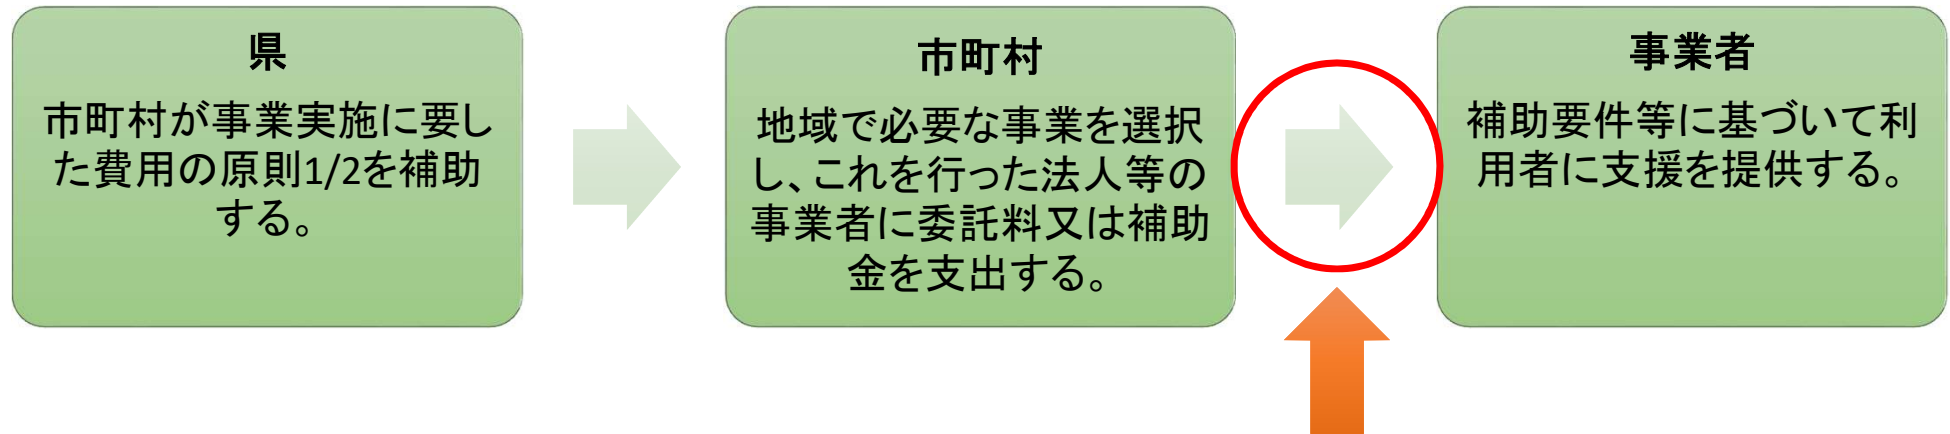 県
市町村が事業実施に要し
た費用の原則1/2を補助
する。
市町村
地域で必要な事業を選択
し、これを行った法人等の
事業者に委託料又は補助
金を支出する。
事業者
補助要件等に基づいて利
用者に支援を提供する。